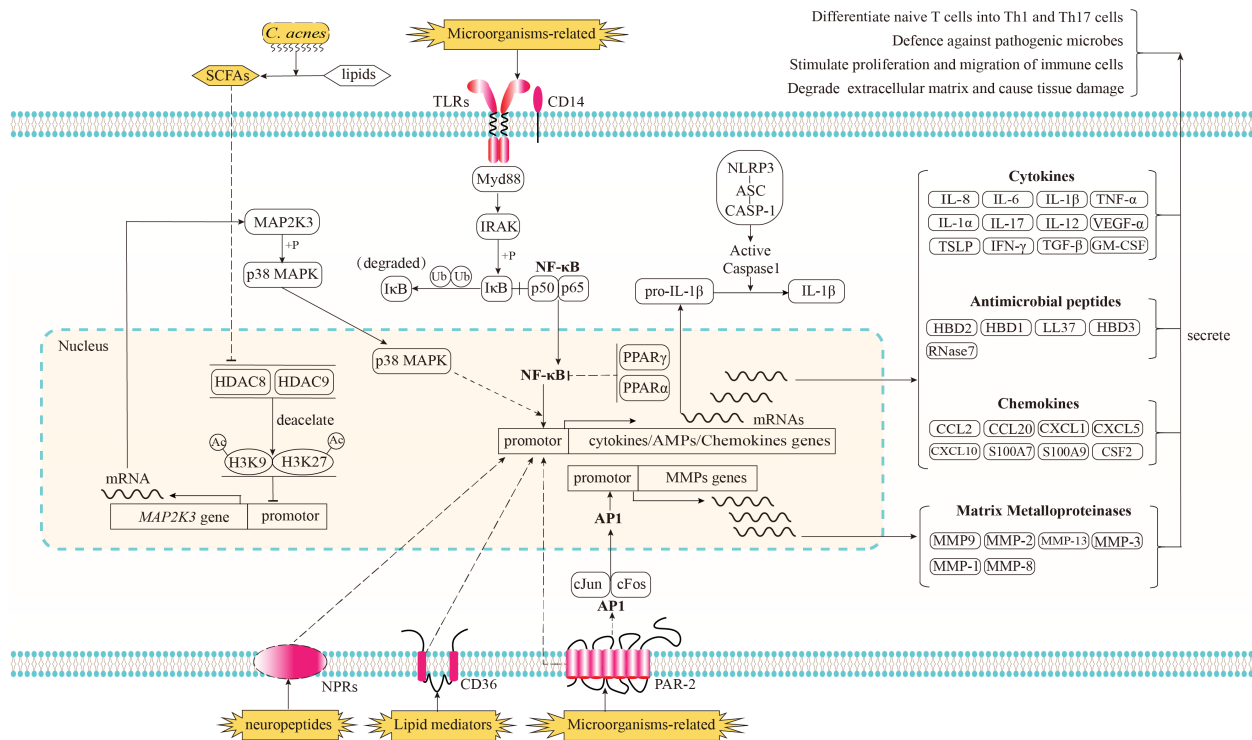 C. acnes
SCFAs
lipids
Microorganisms-related
TLRs
CD14
Differentiate naive T cells into Th1 and Th17 cells
Defence against pathogenic microbes
Stimulate proliferation and migration of immune cells
Degrade extracellular matrix and cause tissue damage
Myd88
IRAK
+P
NLRP3
ASC
CASP-1
Active
Caspase1
MAP2K3
+P
p38 MAPK
(degraded)
IκB
Ub Ub
IκB
NF-κB
p50 p65
pro-IL-1β
IL-1β
Nucleus
p38 MAPK
NF-κB
PPARγ
PPARα
HDAC8 HDAC9
deacelate
Ac Ac
H3K9 H3K27
mRNA
MAP2K3 gene promotor
mRNAs
promotor cytokines/AMPs/Chemokines genes
promotor MMPs genes
AP1
cJun cFos
AP1
NPRs
CD36
PAR-2
neuropeptides
Lipid mediators
Microorganisms-related
Cytokines
IL-8 IL-6 IL-1β TNF-α
IL-1α IL-17 IL-12 VEGF-α
TSLP IFN-γ TGF-β GM-CSF
Antimicrobial peptides
HBD2 HBD1 LL37 HBD3
RNase7
Chemokines
CCL2 CCL20 CXCL1 CXCL5
CXCL10 S100A7 S100A9 CSF2
Matrix Metalloproteinases
MMP9 MMP-2 MMP-13 MMP-3
MMP-1 MMP-8
secrete